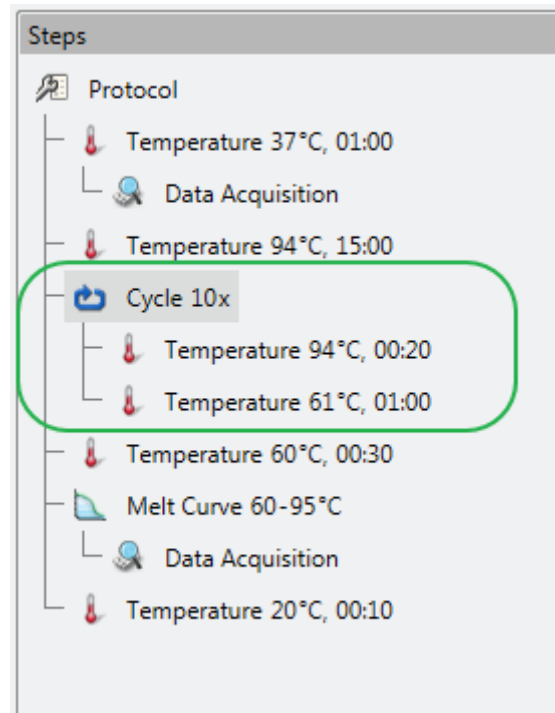 Steps
Protocol
Temperature 37°C, 01:00
Data Acquisition
Temperature 94°C, 15:00
Cycle 10x
Temperature 94°C, 00:20
Temperature 61°C, 01:00
Temperature 60°C, 00:30
Melt Curve 60-95°C
Data Acquisition
Temperature 20°C, 00:10